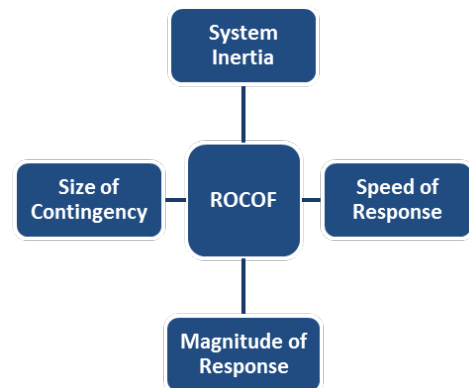 System
Inertia
Size of
Contingency
ROCOF
Speed of
Response
Magnitude of
Response